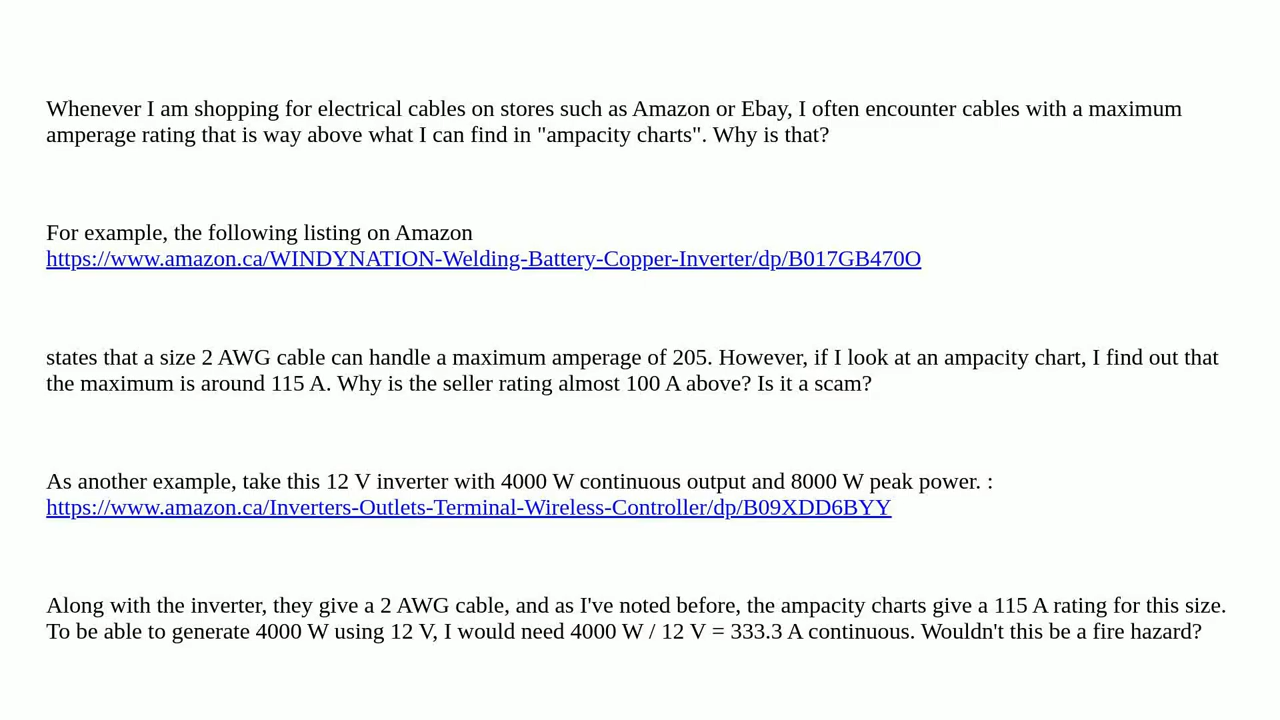 Whenever I am shopping for electrical cables on stores such as Amazon or Ebay, I often encounter cables with a maximum
amperage rating that is way above what I can find in "ampacity charts". Why is that?
For example, the following listing on Amazon
https://www.amazon.ca/WINDYNATION-Welding-Battery-Copper-Inverter/dp/B017GB470O
states that a size 2 AWG cable can handle a maximum amperage of 205. However, if I look at an ampacity chart, I find out that
the maximum is around 115 A. Why is the seller rating almost 100 A above? Is it a scam?
As another example, take this 12 V inverter with 4000 W continuous output and 8000 W peak power. :
https://www.amazon.ca/Inverters-Outlets-Terminal-Wireless-Controller/dp/B09XDD6BYY
Along with the inverter, they give a 2 AWG cable, and as I've noted before, the ampacity charts give a 115 A rating for this size.
To be able to generate 4000 W using 12 V, I would need 4000 W / 12 V = 333.3 A continuous. Wouldn't this be a fire hazard?